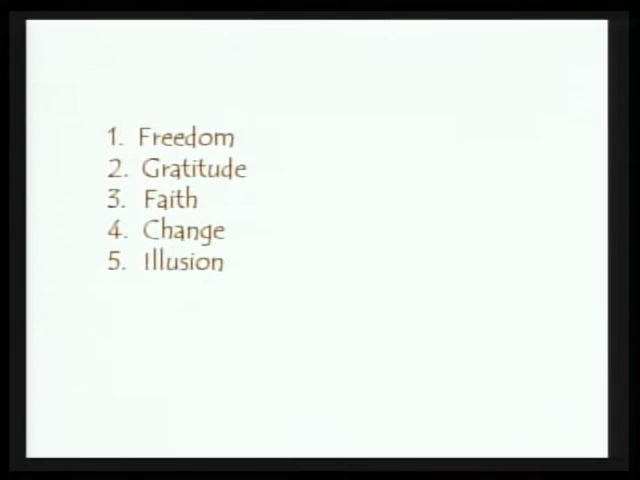 1. Freedom
2. Gratitude
3. Faith
4. Change
5. Illusion